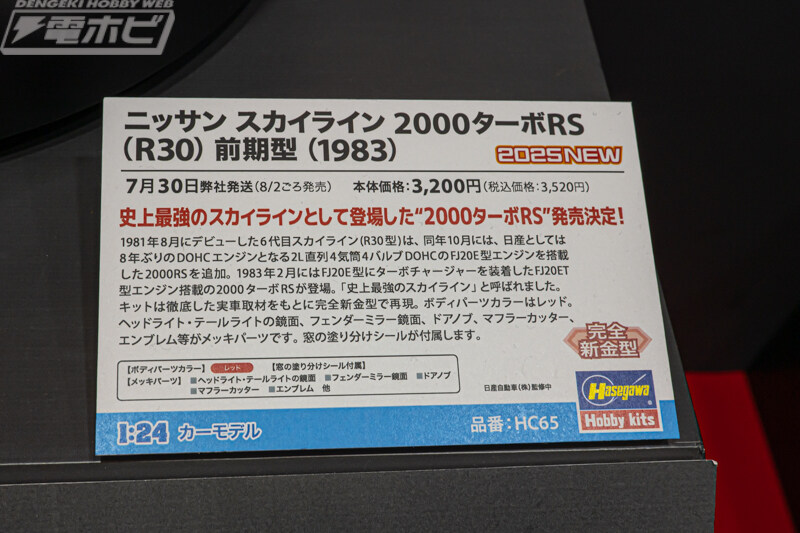 DENGEKI HOBBY WEB
電ホビ
ニッサン スカイライン 2000ターボRS
(R30) 前期型 (1983)
2025NEW
7月30日弊社発送(8/2ごろ発売) 本体価格:3,200円(税込価格:3,520円)
史上最強のスカイラインとして登場した“2000ターボRS”発売決定!
1981年8月にデビューした6代目スカイライン(R30型)は、同年10月には、日産としては
8年ぶりのDOHCエンジンとなる2L直列4気筒4バルブDOHCのFJ20E型エンジンを搭載
した2000RSを追加。1983年2月にはFJ20E型にターボチャージャーを装着したFJ20ET
型エンジン搭載の2000ターボRSが登場。「史上最強のスカイライン」と呼ばれました。
キットは徹底した実車取材をもとに完全新金型で再現。ボディパーツカラーはレッド。
ヘッドライト・テールライトの鏡面、フェンダーミラー鏡面、ドアノブ、マフラーカッター、
エンブレム等がメッキパーツです。窓の塗り分けシールが付属します。
完全
新金型
【ボディパーツカラー】 レッド 【窓の塗り分けシール付属】
【メッキパーツ】 ■ヘッドライト・テールライトの鏡面 ■フェンダーミラー鏡面 ■ドアノブ
■マフラーカッター ■エンブレム 他
日産自動車(株)監修中
Hasegawa
Hobby kits
1:24 カーモデル
品番:HC65